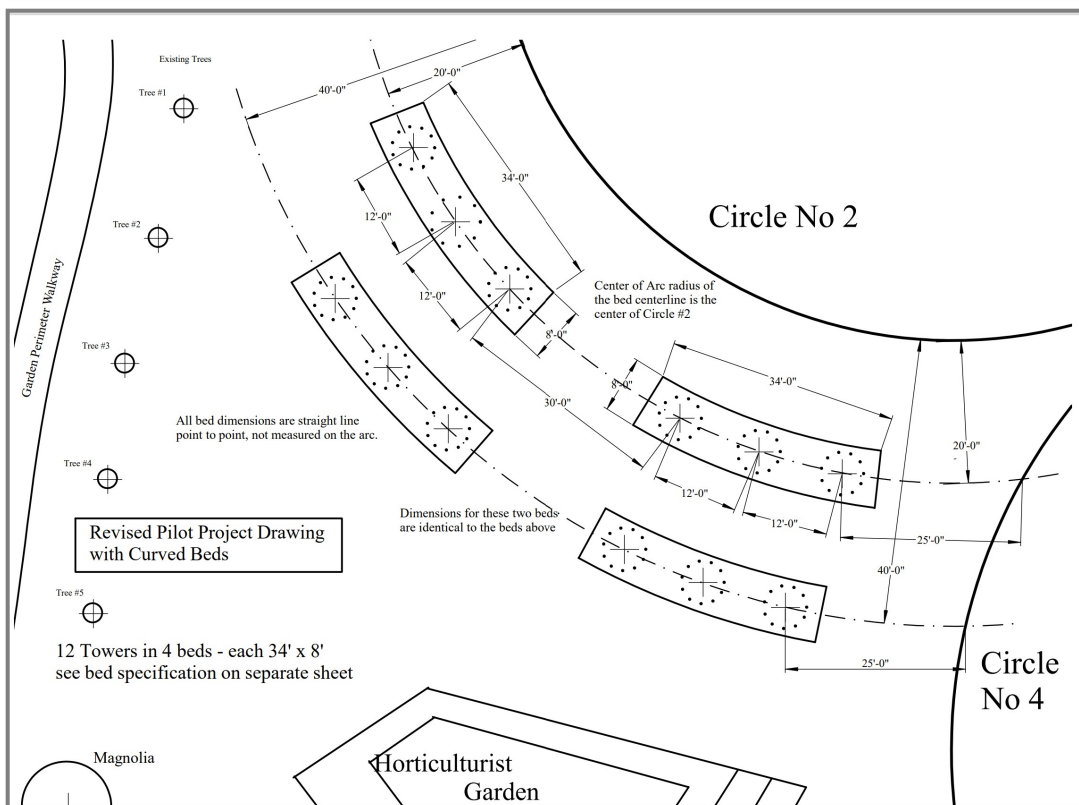 Existing Trees
Tree #1
40'-0"
20'-0"
34'-0"
12'-0"
Circle No 2
Tree #2
12'-0"
Center of Arc radius of
the bed centerline is the
center of Circle #2
8'-0"
Garden Perimeter Walkway
Tree #3
34'-0"
8'-0"
30'-0"
All bed dimensions are straight line
point to point, not measured on the arc.
20'-0"
Tree #4
12'-0"
12'-0"
Dimensions for these two beds
are identical to the beds above
25'-0"
Revised Pilot Project Drawing
with Curved Beds
40'-0"
Tree #5
12 Towers in 4 beds - each 34' x 8'
see bed specification on separate sheet
25'-0"
Circle
No 4
Magnolia
Horticulturist
Garden